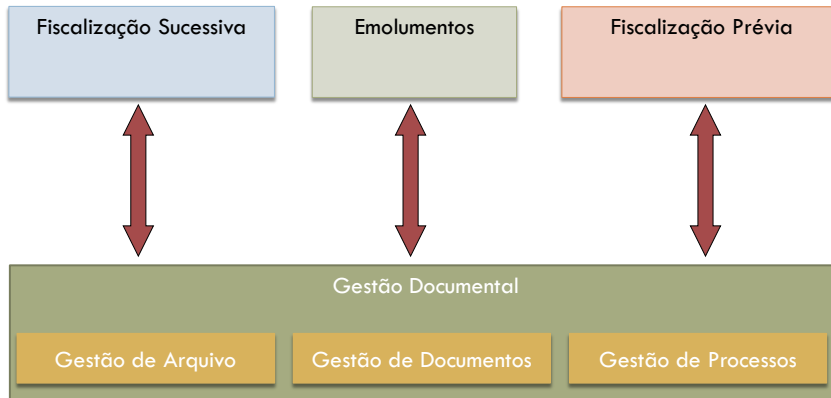 Fiscalização Sucessiva
Emolumentos
Fiscalização Prévia
Gestão Documental
Gestão de Arquivo
Gestão de Documentos
Gestão de Processos